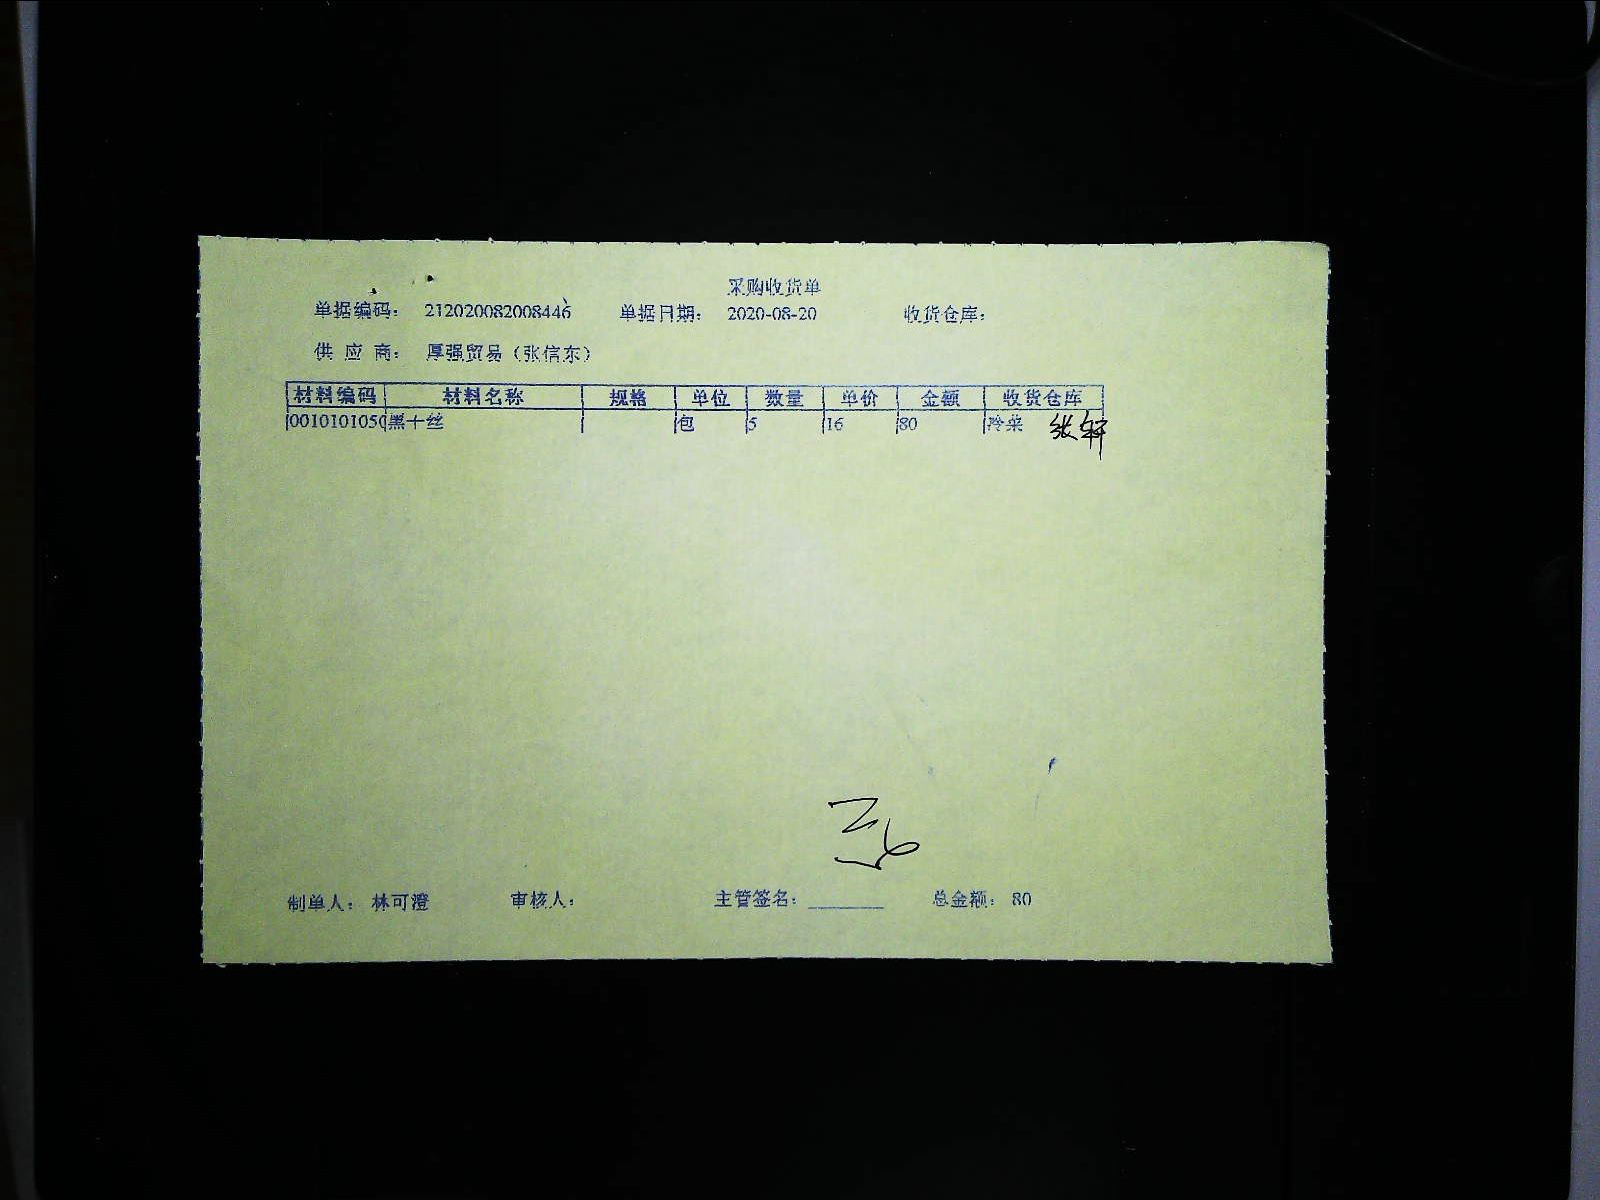 采购收货单
单据编码： 212020082008446 单据日期： 2020-08-20 收货仓库：
供 应 商： 厚强贸易（张信东）
材料编码 材料名称 规格 单位 数量 单价 金额 收货仓库
0010101050 黑千丝 包 5 16 80 冷菜 张轩
制单人： 林可澄 审核人： 主管签名： 总金额： 80